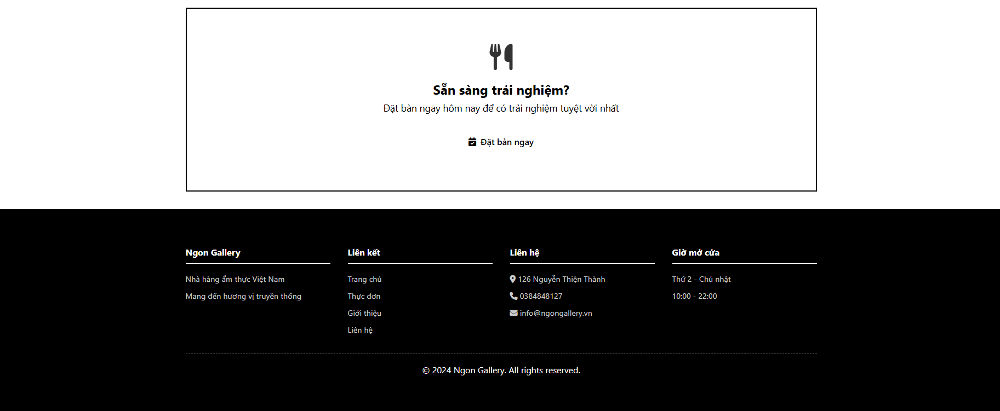 Sẵn sàng trải nghiệm?
Đặt bàn ngay hôm nay để có trải nghiệm tuyệt vời nhất
Đặt bàn ngay
Ngon Gallery
Nhà hàng ẩm thực Việt Nam
Mang đến hương vị truyền thống
Liên kết
Trang chủ
Thực đơn
Giới thiệu
Liên hệ
Liên hệ
126 Nguyễn Thiện Thành
0384848127
info@ngongallery.vn
Giờ mở cửa
Thứ 2 - Chủ nhật
10:00 - 22:00
© 2024 Ngon Gallery. All rights reserved.